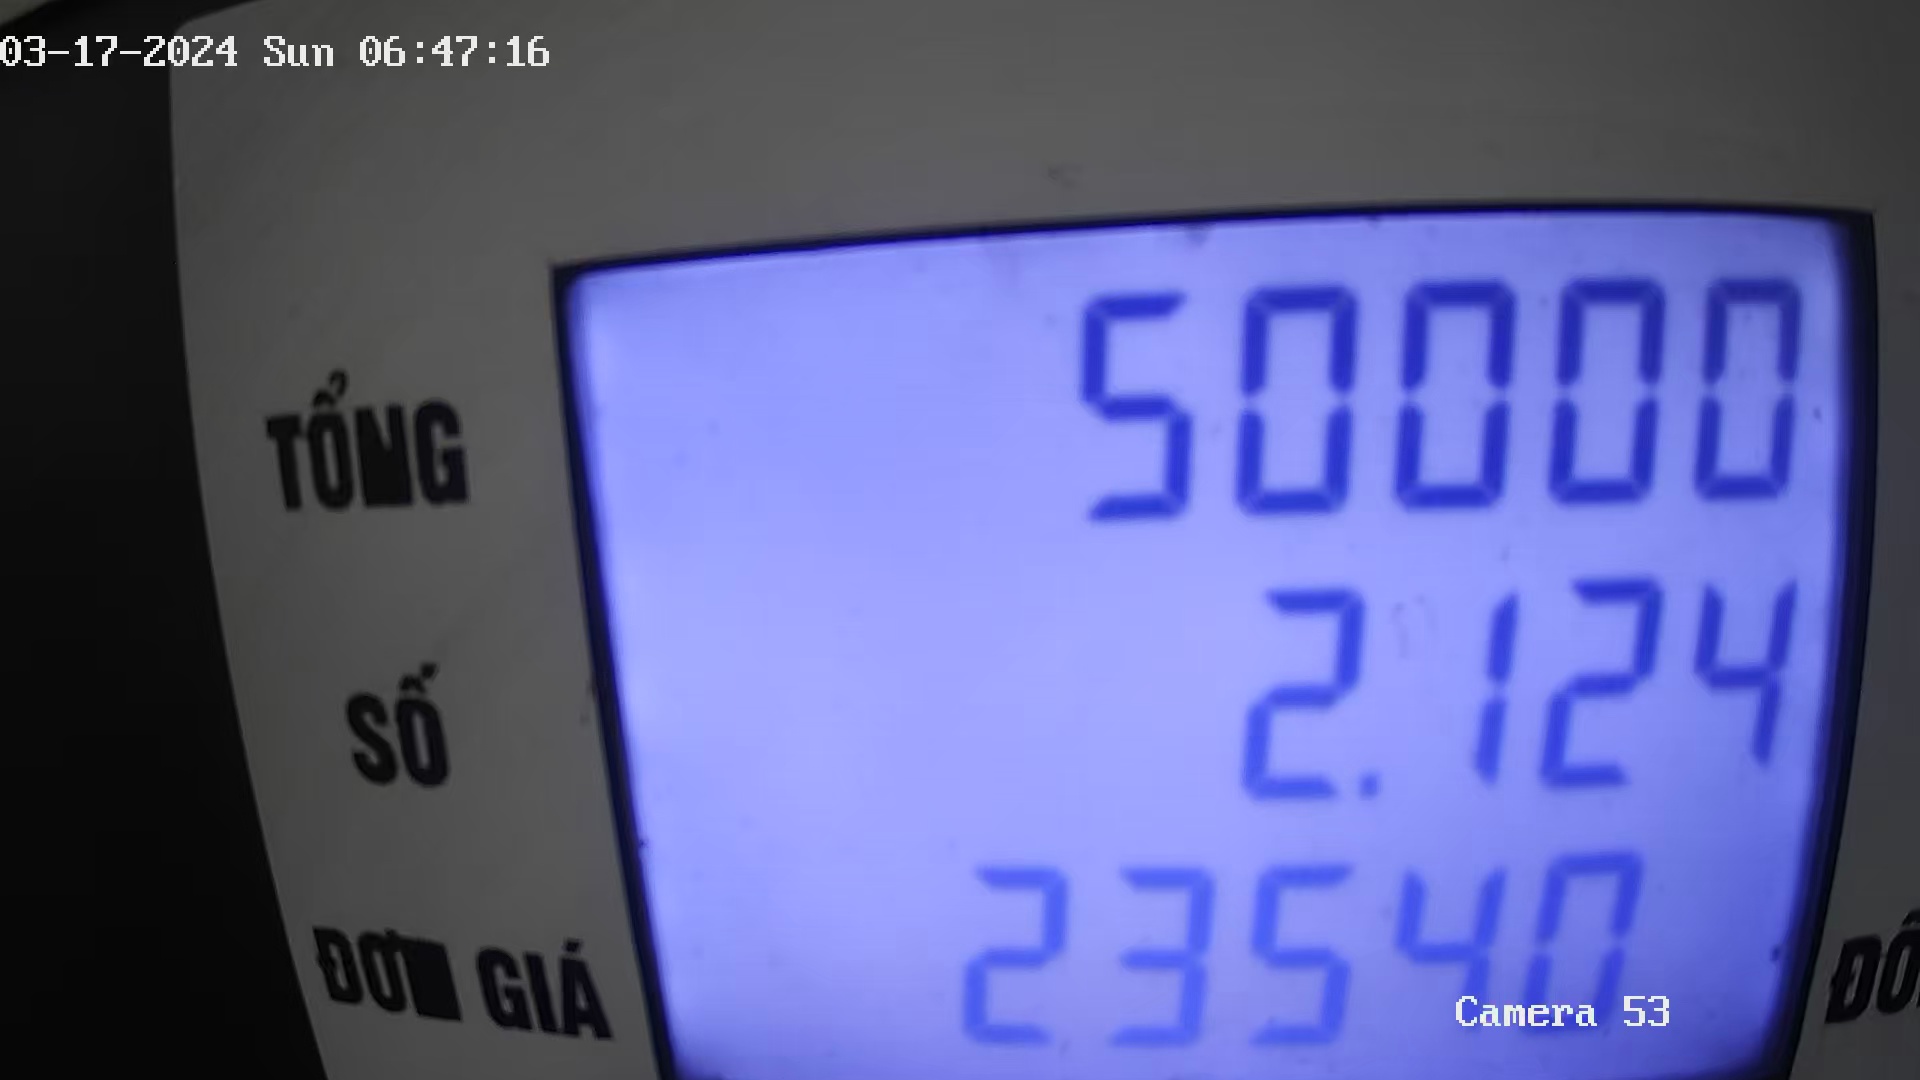 03-17-2024 Sun 06:47:16
TỔNG 50000
SỐ 2.124
ĐƠN GIÁ 23540
Camera 53